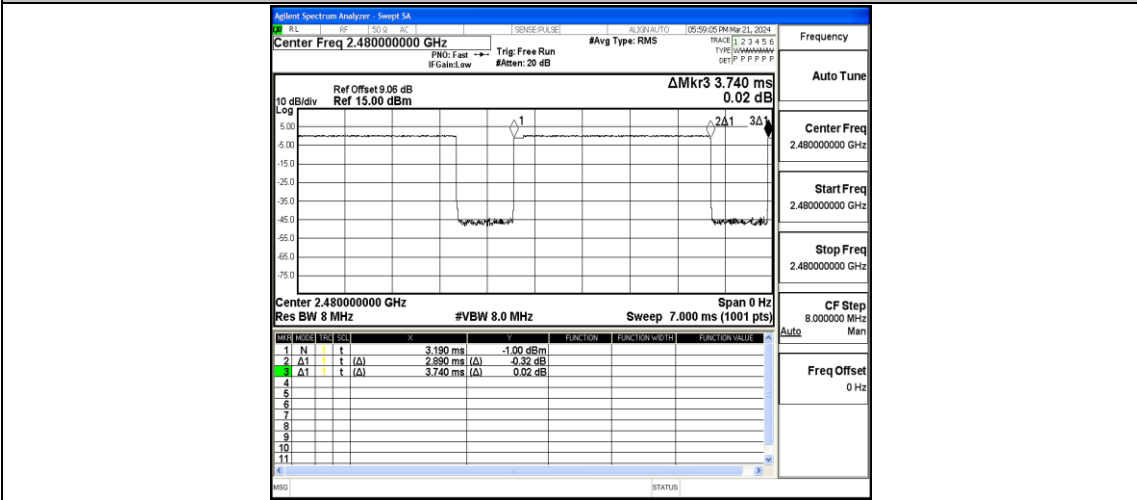 Agilent Spectrum Analyzer - Swept SA
RL RF 50 Ω AC SENSE:PULSE ALIGN AUTO 05:59:05 PM Mar 21, 2024
Center Freq 2.480000000 GHz #Avg Type: RMS TRACE 1 2 3 4 5 6
PNO: Fast Trig: Free Run TYPE
IFGain:Low #Atten: 20 dB DET P P P P P P
ΔMkr3 3.740 ms
Ref Offset 9.06 dB 0.02 dB
10 dB/div Ref 15.00 dBm
Log
5.00
-5.00
-15.0
-25.0
-35.0
-45.0
-55.0
-65.0
-75.0
1 2Δ1 3Δ1
Center 2.480000000 GHz Span 0 Hz
Res BW 8 MHz #VBW 8.0 MHz Sweep 7.000 ms (1001 pts)
MKR MODE TRC SCL X Y FUNCTION FUNCTION WIDTH FUNCTION VALUE
1 N 1 t 3.190 ms -1.00 dBm
2 Δ1 1 t (Δ) 2.890 ms (Δ) -0.32 dB
3 Δ1 1 t (Δ) 3.740 ms (Δ) 0.02 dB
4
5
6
7
8
9
10
11
MSG STATUS
Frequency
Auto Tune
Center Freq
2.480000000 GHz
Start Freq
2.480000000 GHz
Stop Freq
2.480000000 GHz
CF Step
8.000000 MHz
Auto Man
Freq Offset
0 Hz